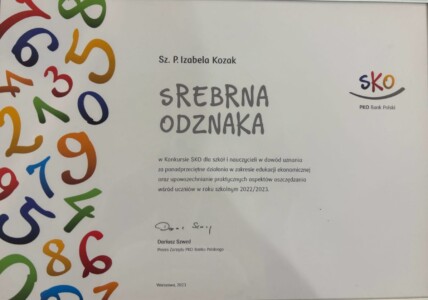 Sz. P. Izabela Kozak
SREBRNA
ODZNAKA
w Konkursie SKO dla szkół i nauczycieli w dowód uznania
za ponadprzeciętne działania w zakresie edukacji ekonomicznej
oraz upowszechnianie praktycznych aspektów oszczędzania
wśród uczniów w roku szkolnym 2022/2023.
Dariusz Szwed
Prezes Zarządu PKO Banku Polskiego
Warszawa, 2023
SKO
PKO Bank Polski